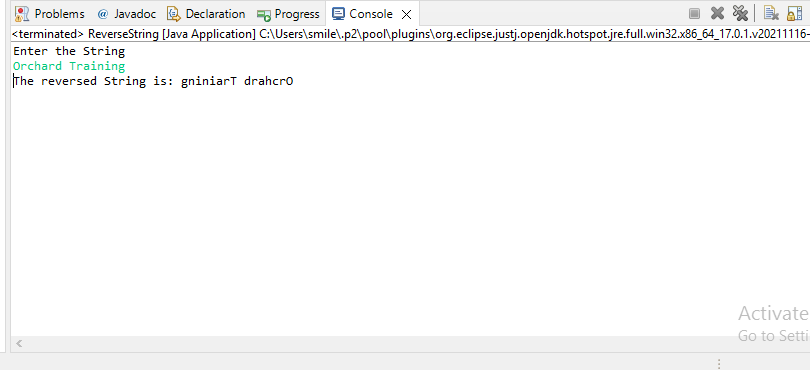 Problems @ Javadoc Declaration Progress Console
<terminated> ReverseString [Java Application] C:\Users\smile\.p2\pool\plugins\org.eclipse.justj.openjdk.hotspot.jre.full.win32.x86_64_17.0.1.v20211116-
Enter the String
Orchard Training
The reversed String is: gniniarT drahcrO
Activate
Go to Setti